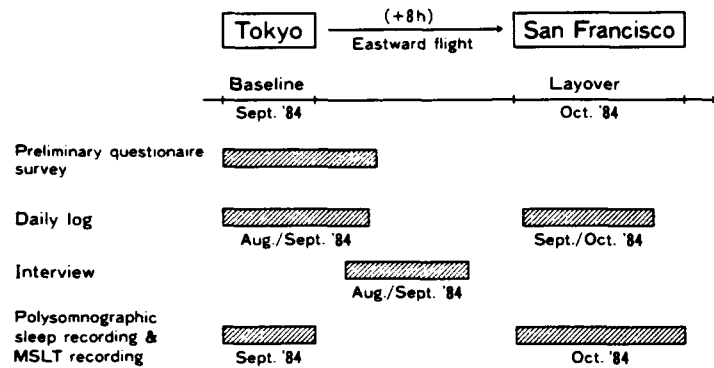 (+8h)
Tokyo San Francisco
Eastward flight
Baseline Layover
Sept. '84 Oct. '84
Preliminary questionaire
survey
Daily log
Aug./Sept. '84 Sept./Oct. '84
Interview
Aug./Sept. '84
Polysomnographic
sleep recording &
MSLT recording
Sept. '84 Oct. '84